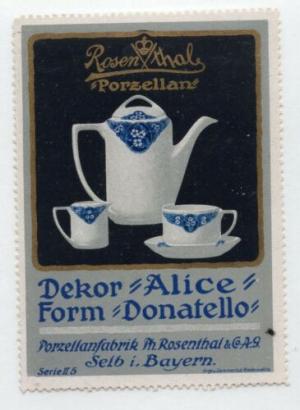 Rosenthal
"Porzellan"
Dekor "Alice"
Form "Donatello"
Porzellanfabrik Ph. Rosenthal & Co. A.-G.
Selb i. Bayern.
Serie II 5